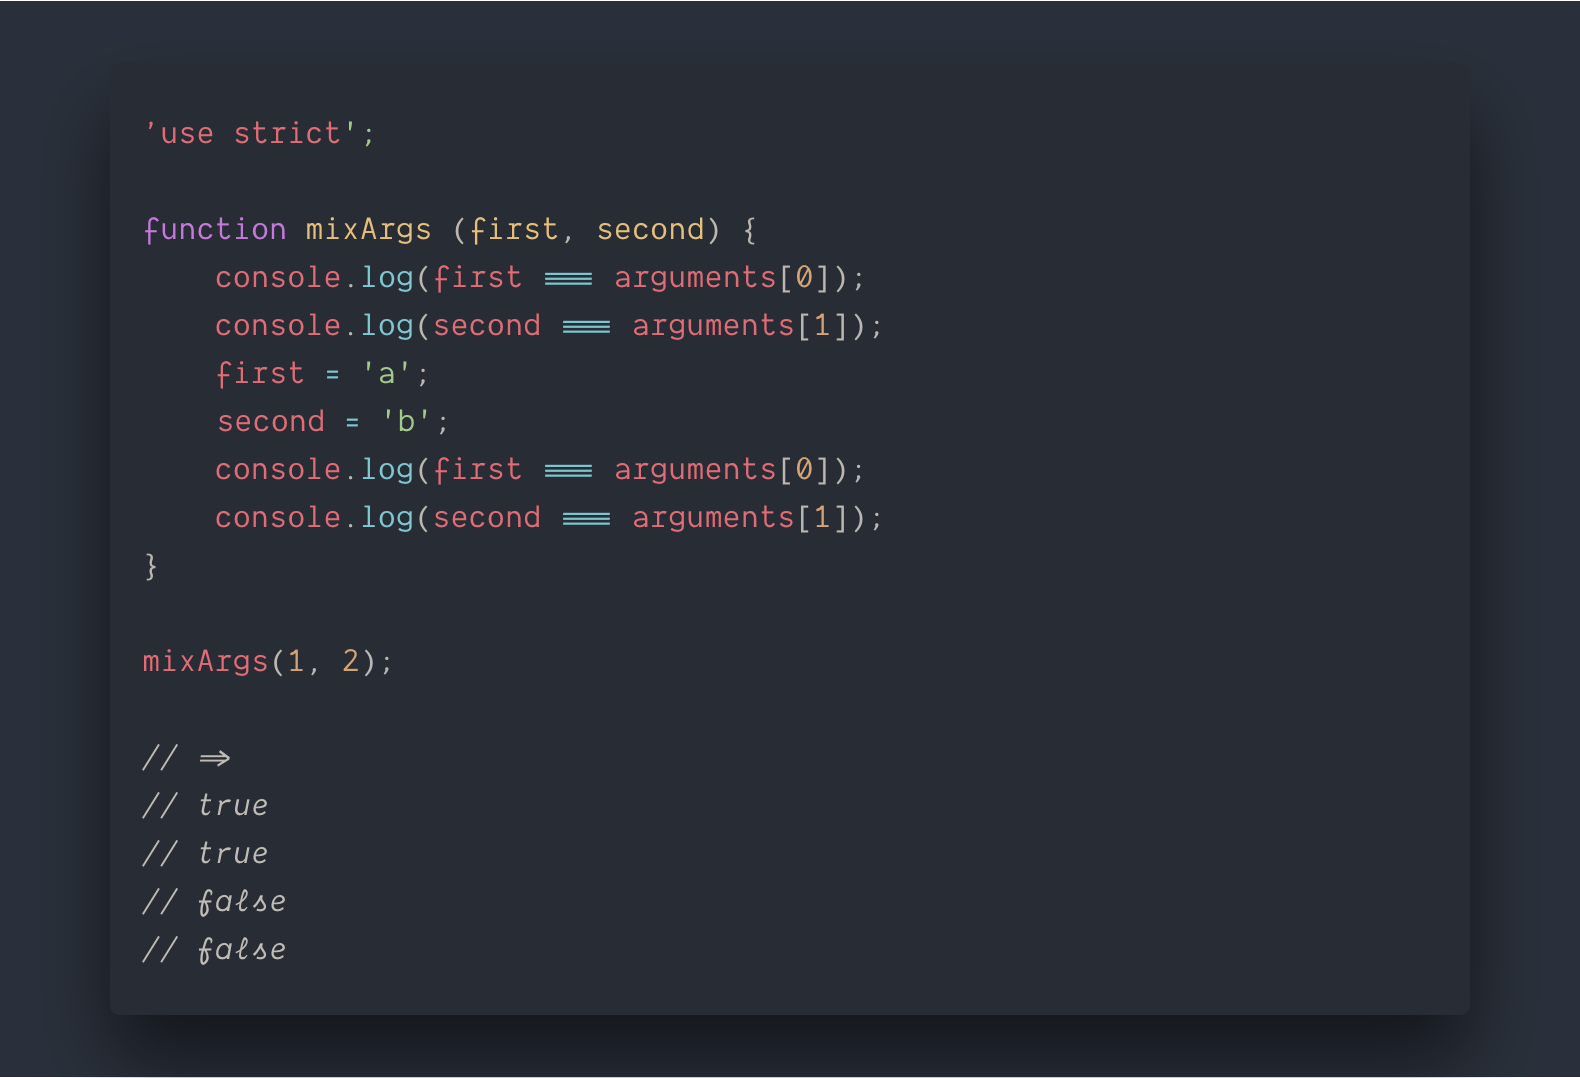 ’use strict';
function mixArgs (first, second) {
    console.log(first === arguments[0]);
    console.log(second === arguments[1]);
    first = 'a';
    second = 'b';
    console.log(first === arguments[0]);
    console.log(second === arguments[1]);
}
mixArgs(1, 2);
// =>
// true
// true
// false
// false